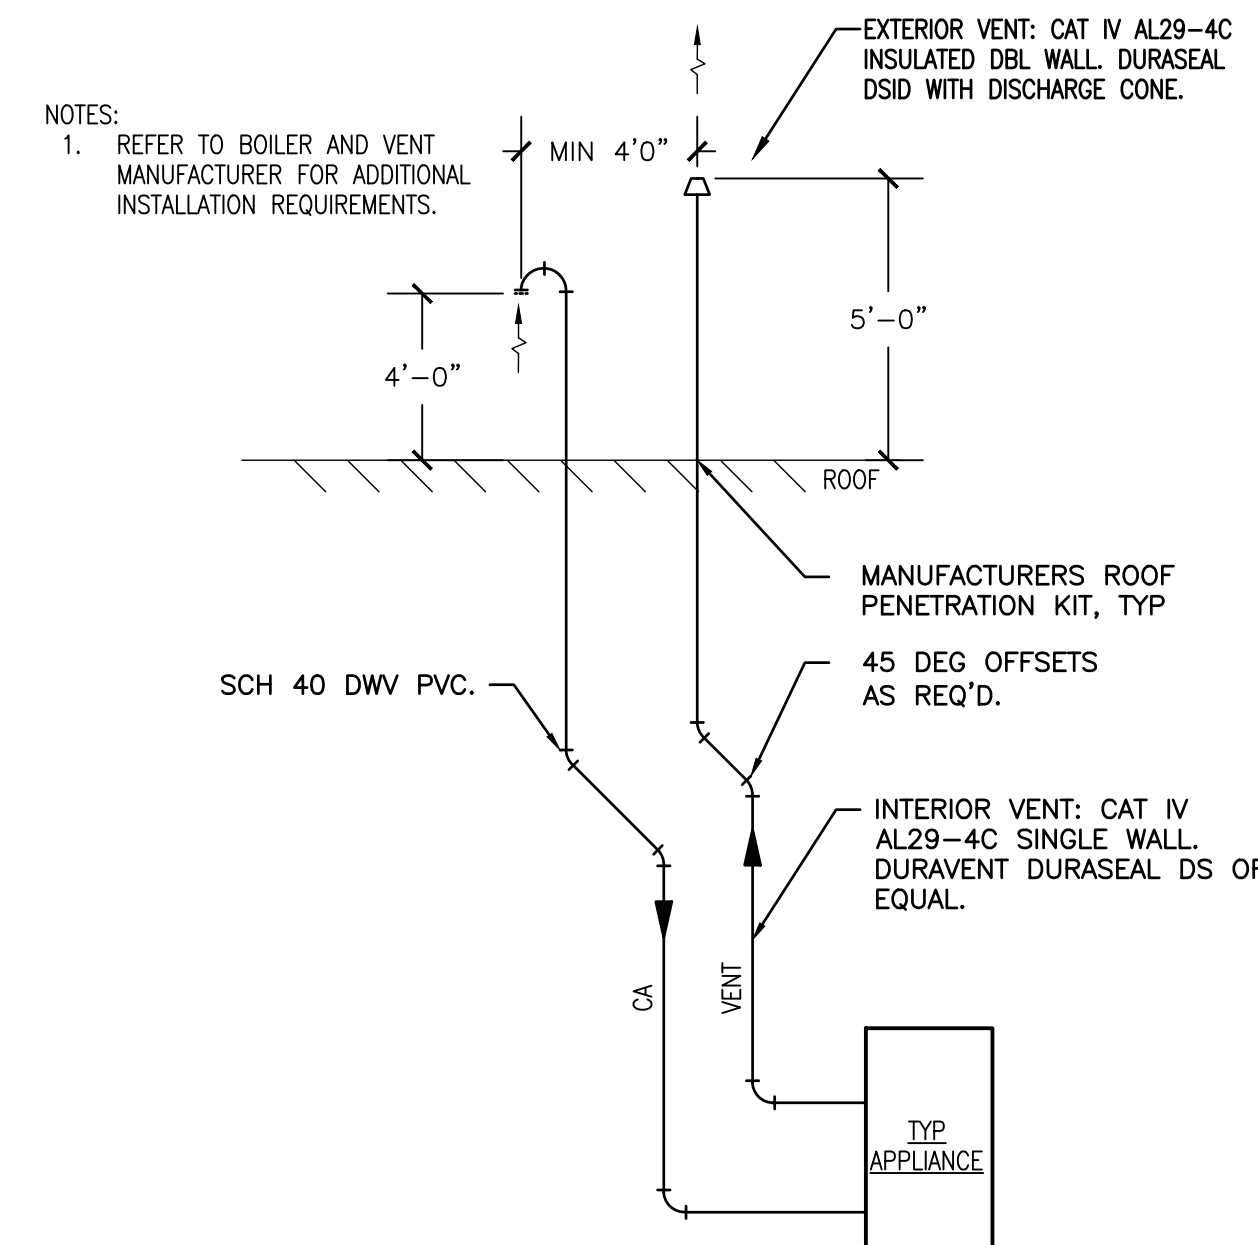 EXTERIOR VENT: CAT IV AL29-4C
INSULATED DBL WALL. DURASEAL
DSID WITH DISCHARGE CONE.
NOTES:
1. REFER TO BOILER AND VENT
MANUFACTURER FOR ADDITIONAL
INSTALLATION REQUIREMENTS.
MIN 4'0"
5'-0"
4'-0"
ROOF
MANUFACTURERS ROOF
PENETRATION KIT, TYP
45 DEG OFFSETS
AS REQ'D.
SCH 40 DWV PVC.
INTERIOR VENT: CAT IV
AL29-4C SINGLE WALL.
DURAVENT DURASEAL DS
EQUAL.
CA
VENT
TYP
APPLIANCE